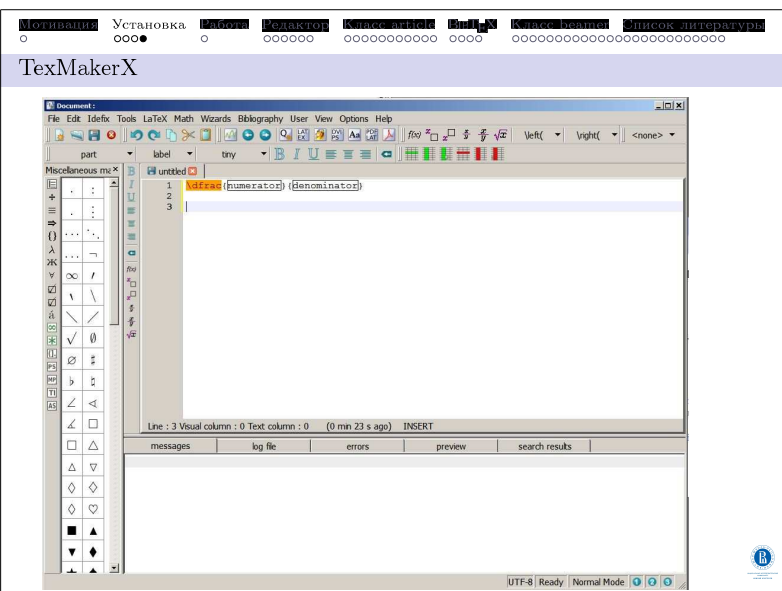 Мотивация Установка Работа Редактор Класс article BibTeX Класс beamer Список литературы
TexMakerX
Document :
File Edit Idefix Tools LaTeX Math Wizards Bibliography User View Options Help
f(x) \left( \right( <none>
part label tiny B I U
Miscellaneous ma
untitled
1 \dfrac{numerator}{denominator}
2
3
Line : 3 Visual column : 0 Text column : 0 (0 min 23 s ago) INSERT
messages log file errors preview search results
UTF-8 Ready Normal Mode 1 2 3